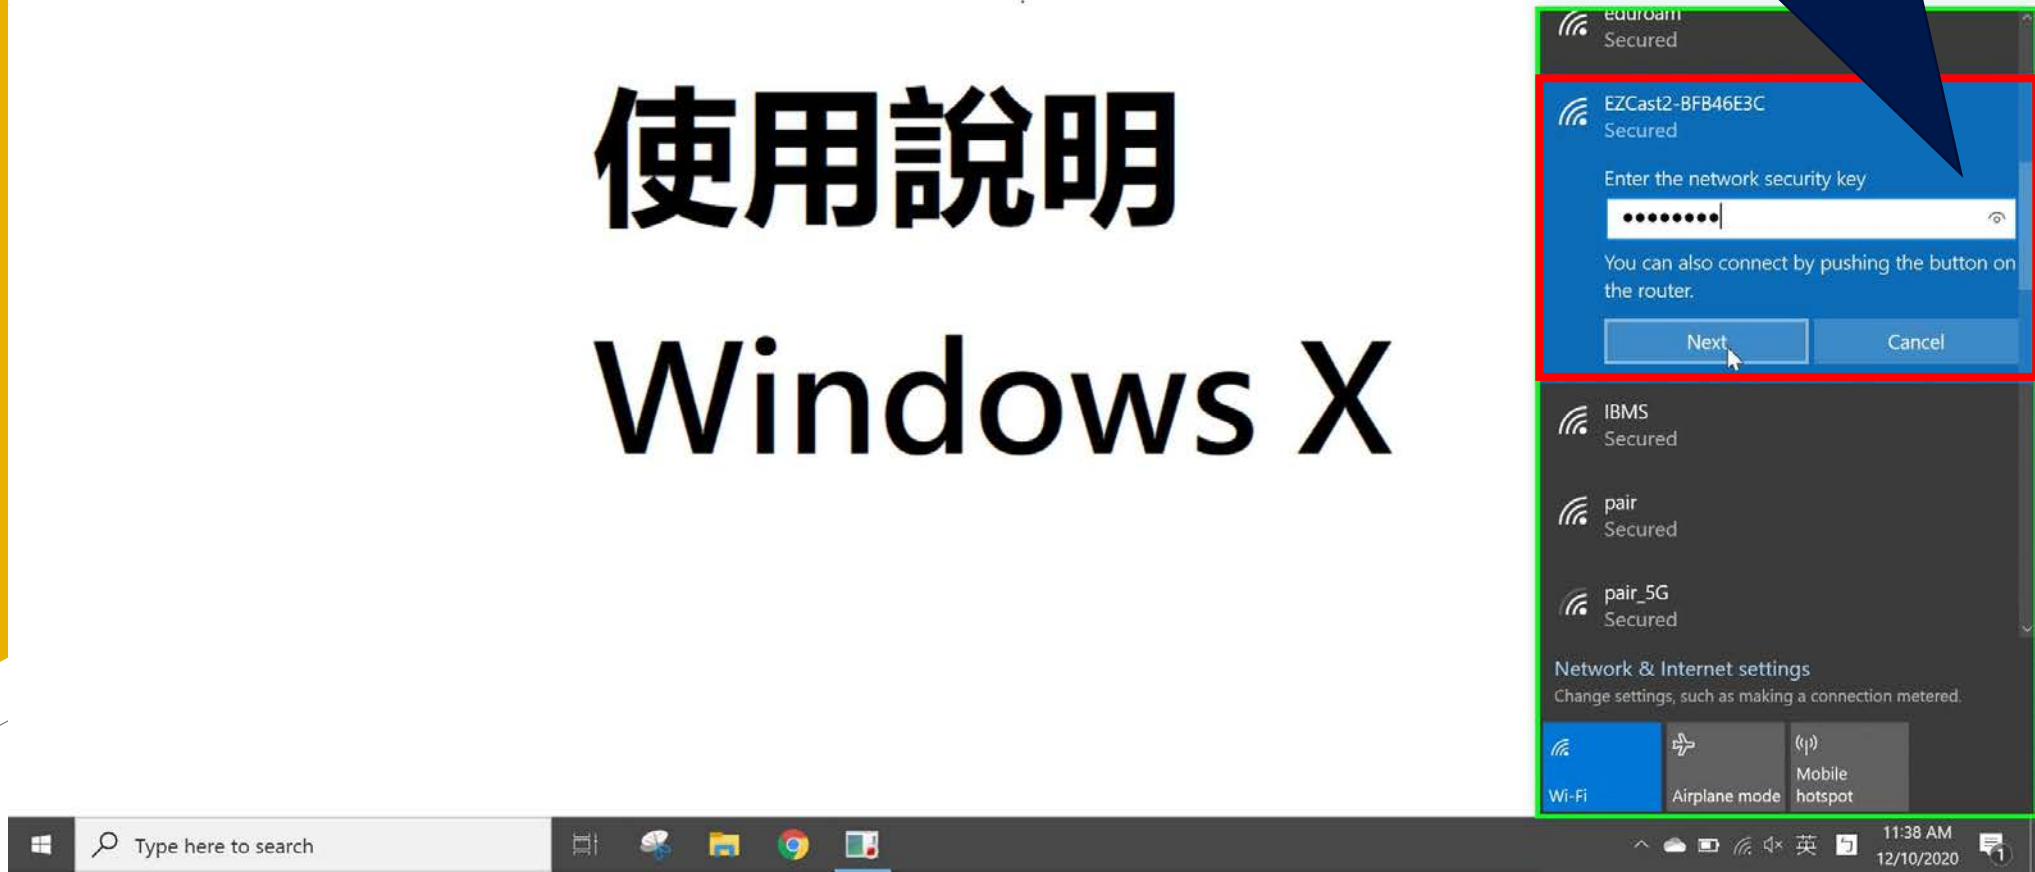 使用說明
Windows X
eduroam
Secured
EZCast2-BFB46E3C
Secured
Enter the network security key
You can also connect by pushing the button on
the router.
Next
Cancel
IBMS
Secured
pair
Secured
pair_5G
Secured
Network & Internet settings
Change settings, such as making a connection metered.
Wi-Fi
Airplane mode
Mobile
hotspot
Type here to search
英
ㄅ
11:38 AM
12/10/2020
1